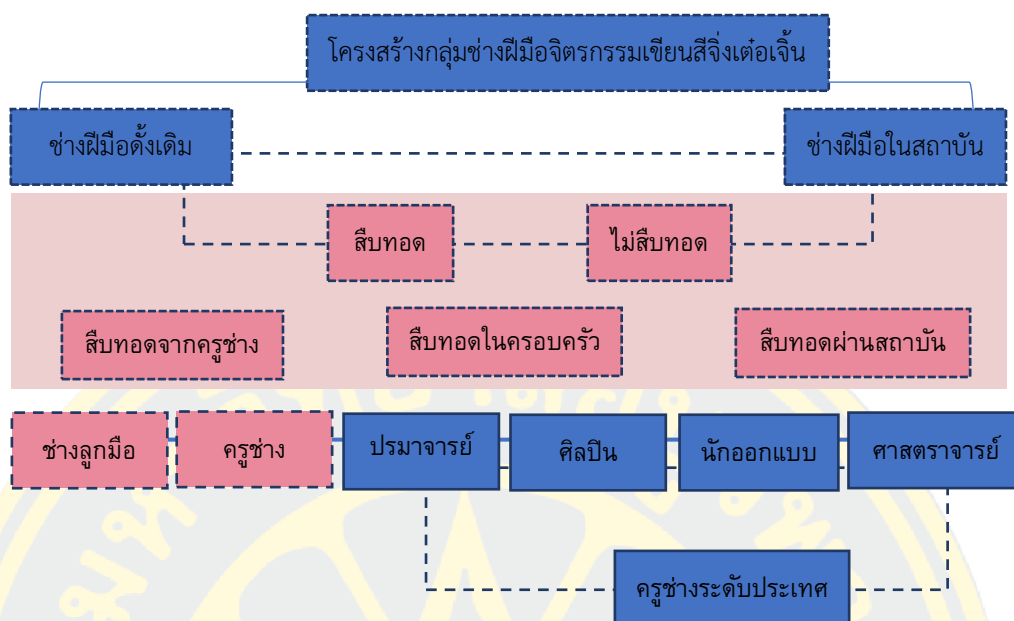 โครงสร้างกลุ่มช่างฝีมือจิตรกรรมเขียนสีจิ่งเต๋อเจิ้น
ช่างฝีมือดั้งเดิม
ช่างฝีมือในสถาบัน
สืบทอด
ไม่สืบทอด
สืบทอดจากครูช่าง
สืบทอดในครอบครัว
สืบทอดผ่านสถาบัน
ช่างลูกมือ
ครูช่าง
ปรมาจารย์
ศิลปิน
นักออกแบบ
ศาสตราจารย์
ครูช่างระดับประเทศ